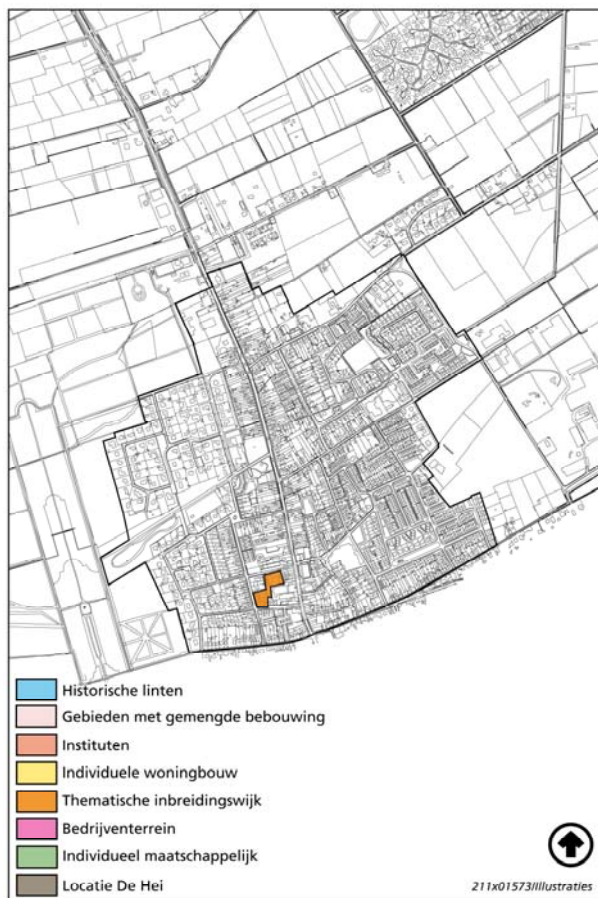 Historische linten
Gebieden met gemengde bebouwing
Instituten
Individuele woningbouw
Thematische inbreidingswijk
Bedrijventerrein
Individueel maatschappelijk
Locatie De Hei
211x01573/Illustraties